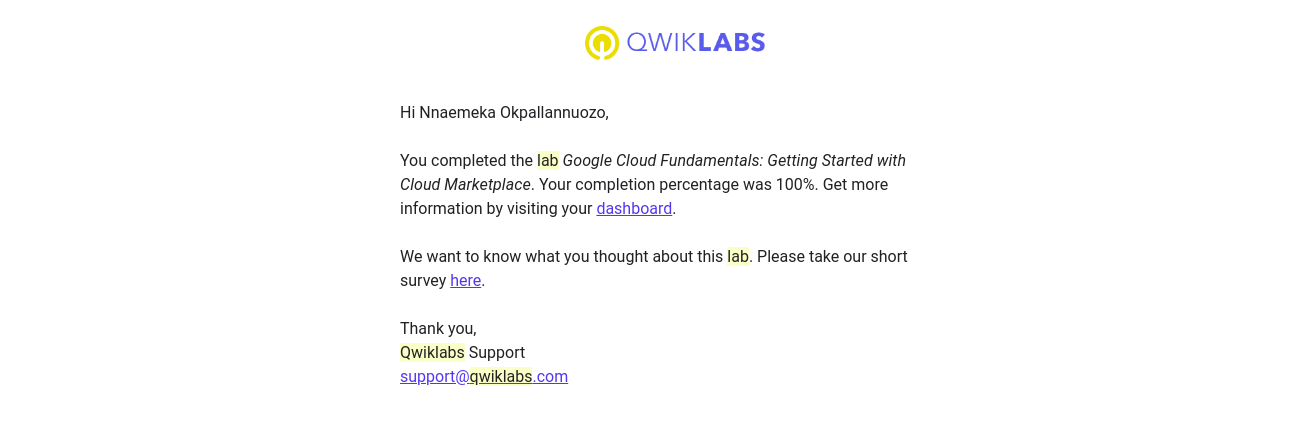 QWIKLABS
Hi Nnaemeka Okpallannuozo,
You completed the lab Google Cloud Fundamentals: Getting Started with
Cloud Marketplace. Your completion percentage was 100%. Get more
information by visiting your dashboard.
We want to know what you thought about this lab. Please take our short
survey here.
Thank you,
Qwiklabs Support
support@qwiklabs.com